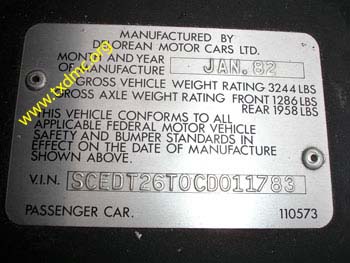 MANUFACTURED BY
DELOREAN MOTOR CARS LTD.
MONTH AND YEAR
OF MANUFACTURE JAN. 82
GROSS VEHICLE WEIGHT RATING 3244 LBS
GROSS AXLE WEIGHT RATING FRONT 1286 LBS
REAR 1958 LBS
THIS VEHICLE CONFORMS TO ALL
APPLICABLE FEDERAL MOTOR VEHICLE
SAFETY AND BUMPER STANDARDS IN
EFFECT ON THE DATE OF MANUFACTURE
SHOWN ABOVE.
V.I.N. SCEDT26T0CD011783
PASSENGER CAR. 110573
www.txdmc.org